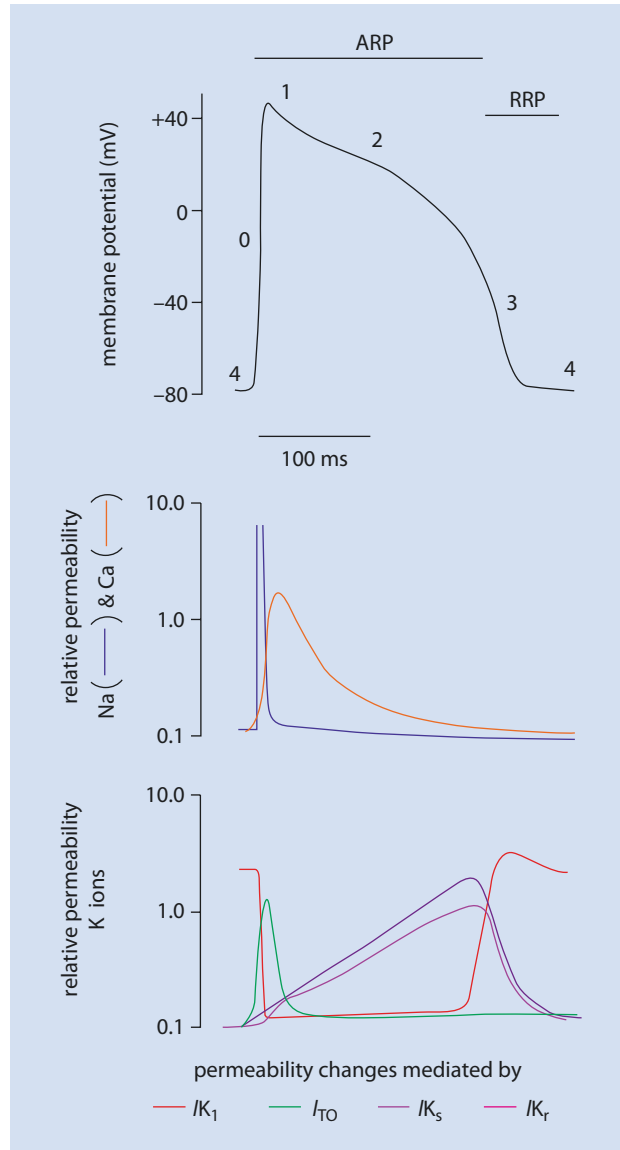 ARP
1
RRP
+40
2
membrane potential (mV)
0
0
–40
3
4
4
–80
100 ms
10.0
relative permeability
Na ( ) & Ca ( )
1.0
0.1
10.0
relative permeability
K ions
1.0
0.1
permeability changes mediated by
IK₁ I_TO IKₛ IKᵣ